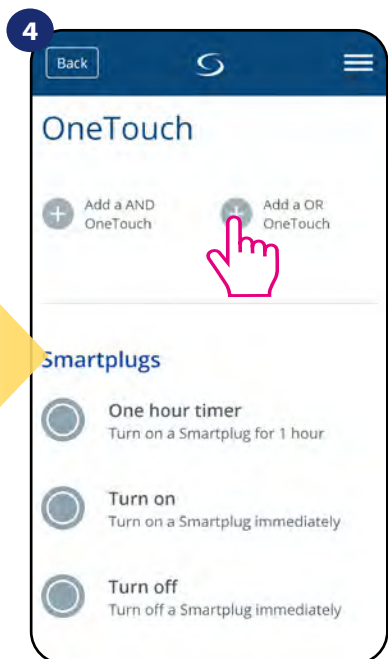 4
Back
OneTouch
Add a AND
OneTouch
Add a OR
OneTouch
Smartplugs
One hour timer
Turn on a Smartplug for 1 hour
Turn on
Turn on a Smartplug immediately
Turn off
Turn off a Smartplug immediately